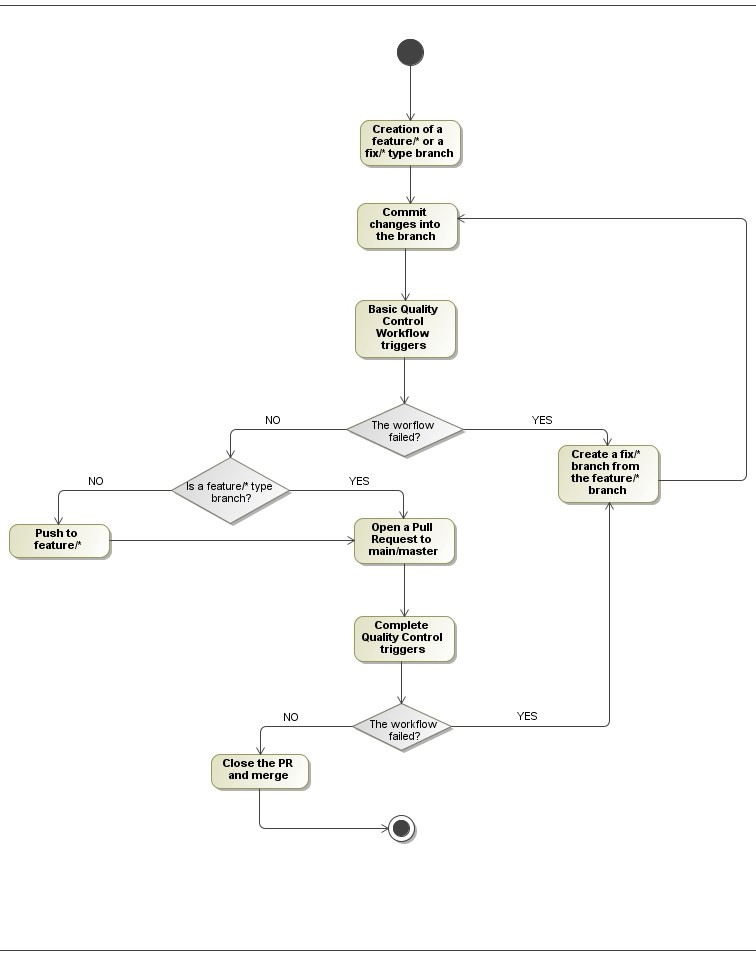 Creation of a
feature/* or a
fix/* type branch
Commit
changes into
the branch
Basic Quality
Control
Workflow
triggers
The worflow
failed?
NO
YES
Create a fix/*
branch from
the feature/*
branch
Is a feature/* type
branch?
NO
YES
Push to
feature/*
Open a Pull
Request to
main/master
Complete
Quality Control
triggers
The workflow
failed?
NO
YES
Close the PR
and merge